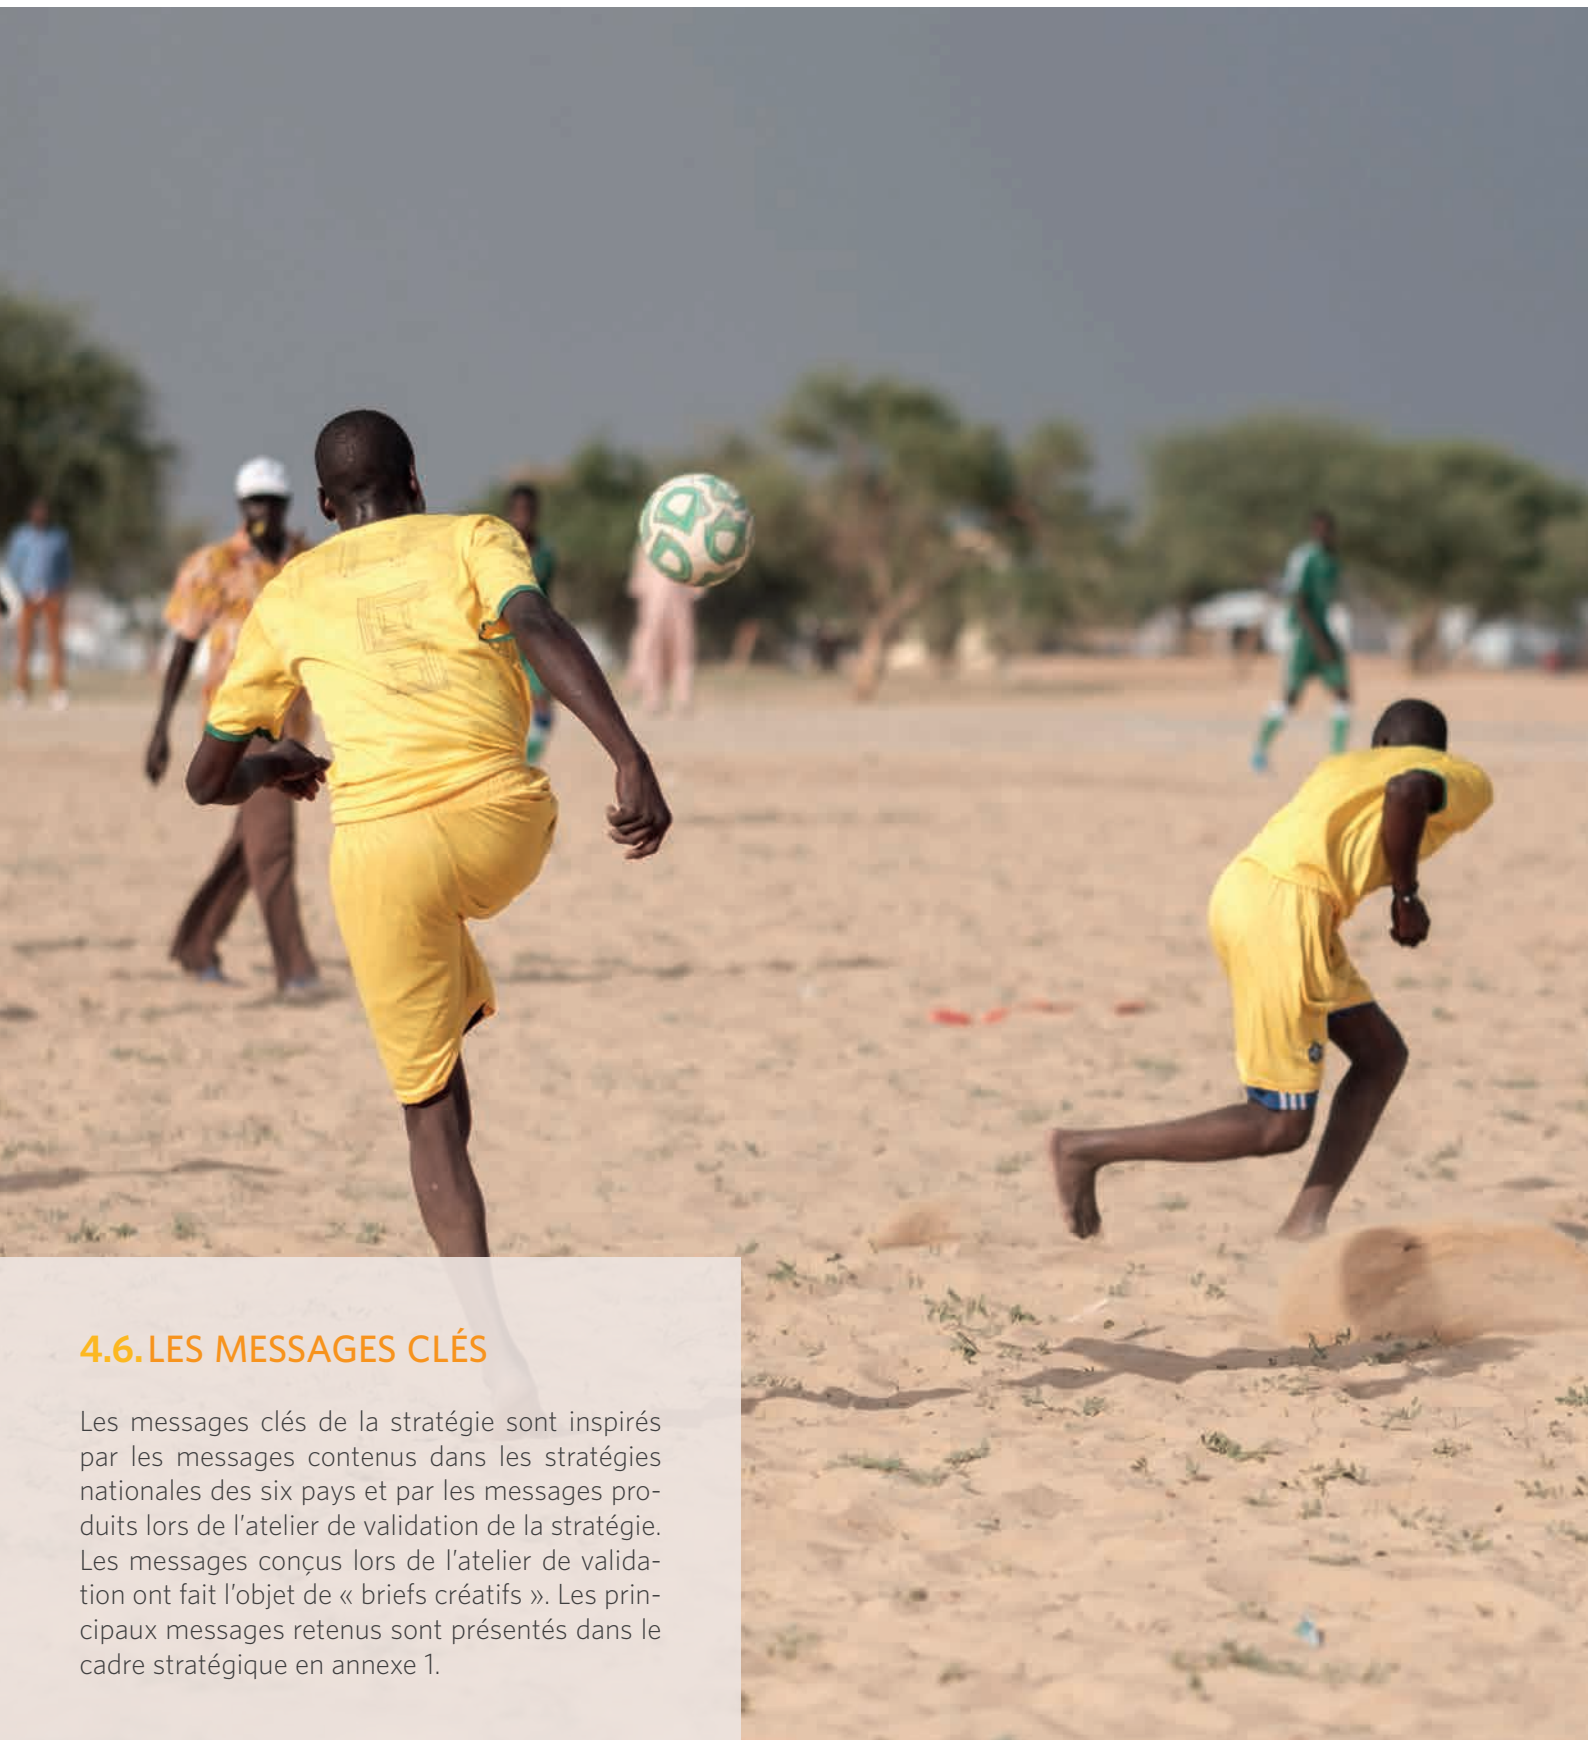 4.6. LES MESSAGES CLÉS
Les messages clés de la stratégie sont inspirés
par les messages contenus dans les stratégies
nationales des six pays et par les messages pro-
duits lors de l'atelier de validation de la stratégie.
Les messages conçus lors de l'atelier de valida-
tion ont fait l'objet de « briefs créatifs ». Les prin-
cipaux messages retenus sont présentés dans le
cadre stratégique en annexe 1.